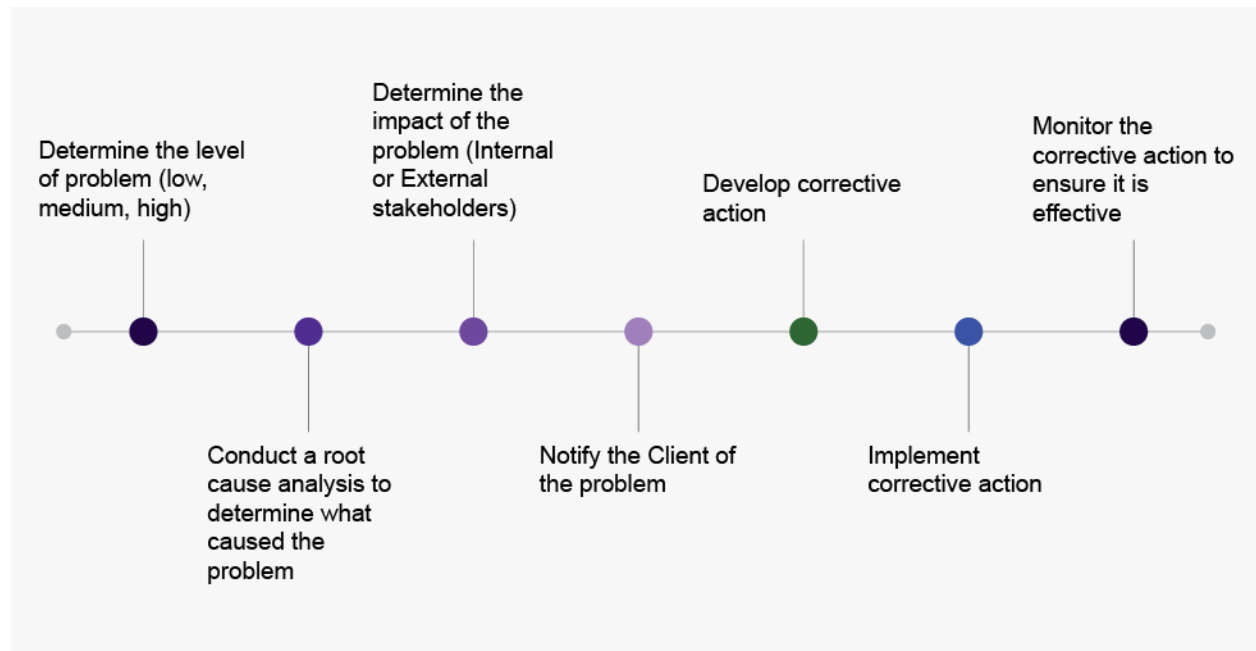 Determine the level
of problem (low,
medium, high)
Conduct a root
cause analysis to
determine what
caused the
problem
Determine the
impact of the
problem (Internal
or External
stakeholders)
Notify the Client of
the problem
Develop corrective
action
Implement
corrective action
Monitor the
corrective action to
ensure it is
effective